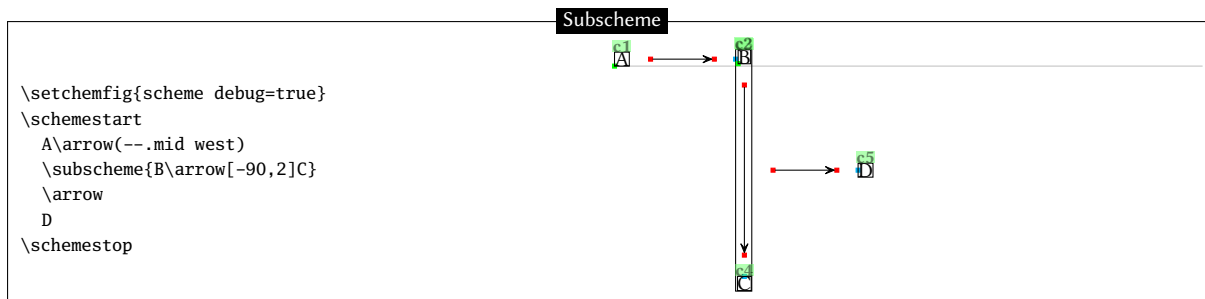 Subscheme
\setchemfig{scheme debug=true}
\schemestart
A\arrow(--.mid west)
\subscheme{B\arrow[-90,2]C}
\arrow
D
\schemestop
c1
A
c2
B
c5
D
c4
C